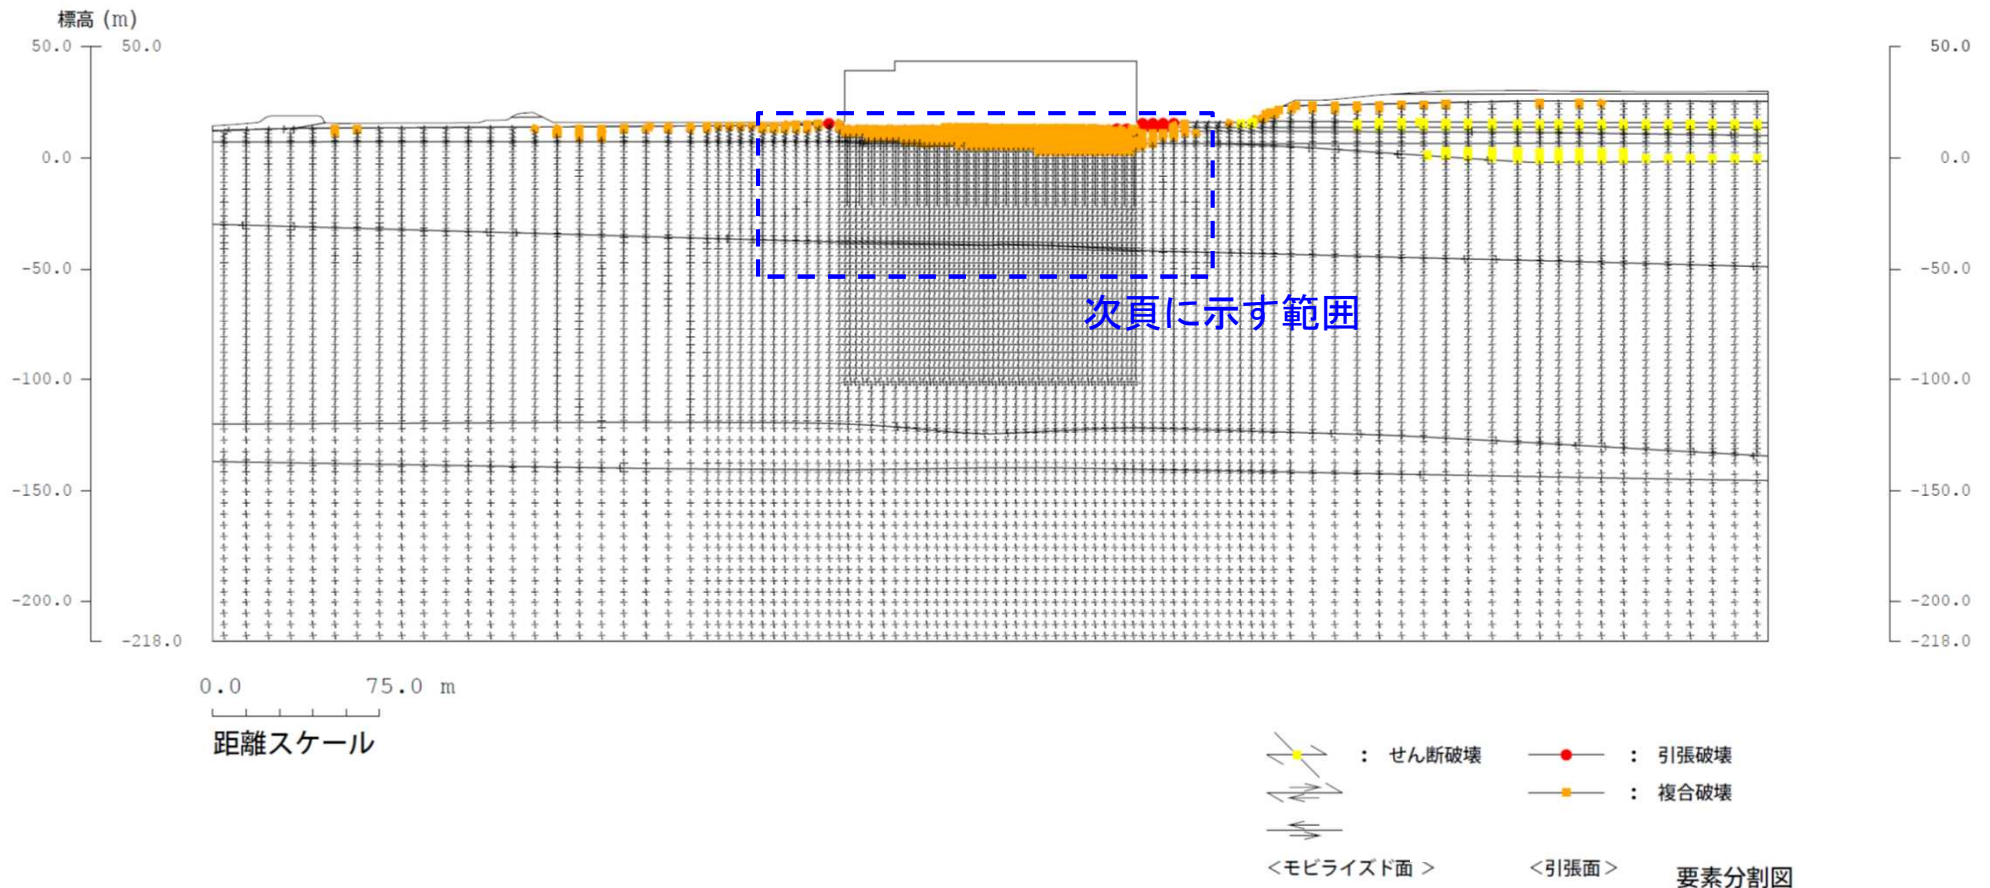 標高 (m)
50.0 50.0 50.0
0.0 0.0
-50.0 -50.0
次頁に示す範囲
-100.0 -100.0
-150.0 -150.0
-200.0 -200.0
-218.0 -218.0
0.0 75.0 m
距離スケール
： せん断破壊 ： 引張破壊
： 複合破壊
＜モビライズド面 ＞ ＜引張面＞ 要素分割図